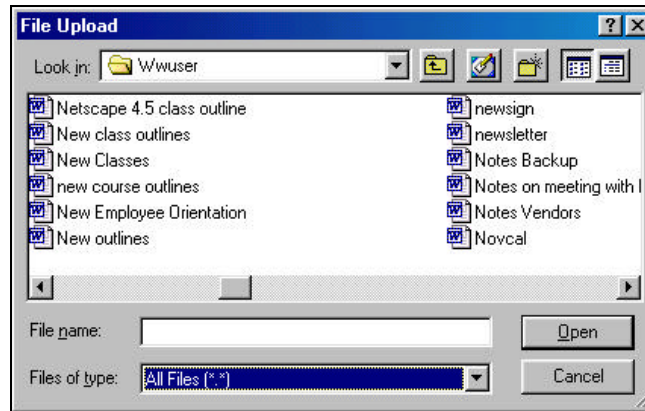 File Upload
Look in: Wwuser
Netscape 4.5 class outline
New class outlines
New Classes
new course outlines
New Employee Orientation
New outlines
newsign
newsletter
Notes Backup
Notes on meeting with
Notes Vendors
Novcal
File name:
Open
Files of type: All Files (*.*)
Cancel